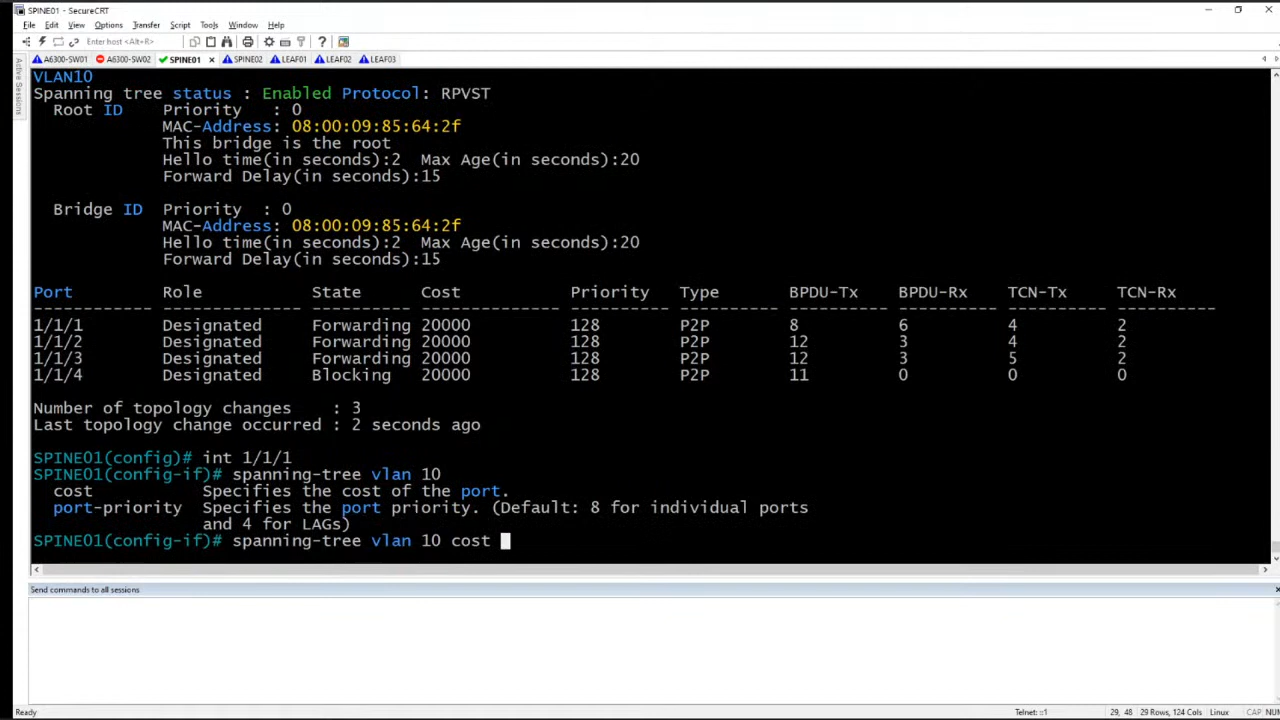 SPINE01 - SecureCRT
File Edit View Options Transfer Script Tools Window Help
Enter host <Alt+R>
A6300-SW01 A6300-SW02 SPINE01 SPINE02 LEAF01 LEAF02 LEAF03
Active Sessions
VLAN10
Spanning tree status : Enabled Protocol: RPVST
Root ID Priority : 0
MAC-Address: 08:00:09:85:64:2f
This bridge is the root
Hello time(in seconds):2 Max Age(in seconds):20
Forward Delay(in seconds):15
Bridge ID Priority : 0
MAC-Address: 08:00:09:85:64:2f
Hello time(in seconds):2 Max Age(in seconds):20
Forward Delay(in seconds):15
Port Role State Cost Priority Type BPDU-Tx BPDU-Rx TCN-Tx TCN-Rx
------------ -------------- ---------- -------------- ---------- ---------- ---------- ---------- ---------- ----------
1/1/1 Designated Forwarding 20000 128 P2P 8 6 4 2
1/1/2 Designated Forwarding 20000 128 P2P 12 3 4 2
1/1/3 Designated Forwarding 20000 128 P2P 12 3 5 2
1/1/4 Designated Blocking 20000 128 P2P 11 0 0 0
Number of topology changes : 3
Last topology change occurred : 2 seconds ago
SPINE01(config)# int 1/1/1
SPINE01(config-if)# spanning-tree vlan 10
cost Specifies the cost of the port.
port-priority Specifies the port priority. (Default: 8 for individual ports
and 4 for LAGs)
SPINE01(config-if)# spanning-tree vlan 10 cost
Send commands to all sessions
Ready Telnet: ::1 29, 48 29 Rows, 124 Cols Linux CAP NUM